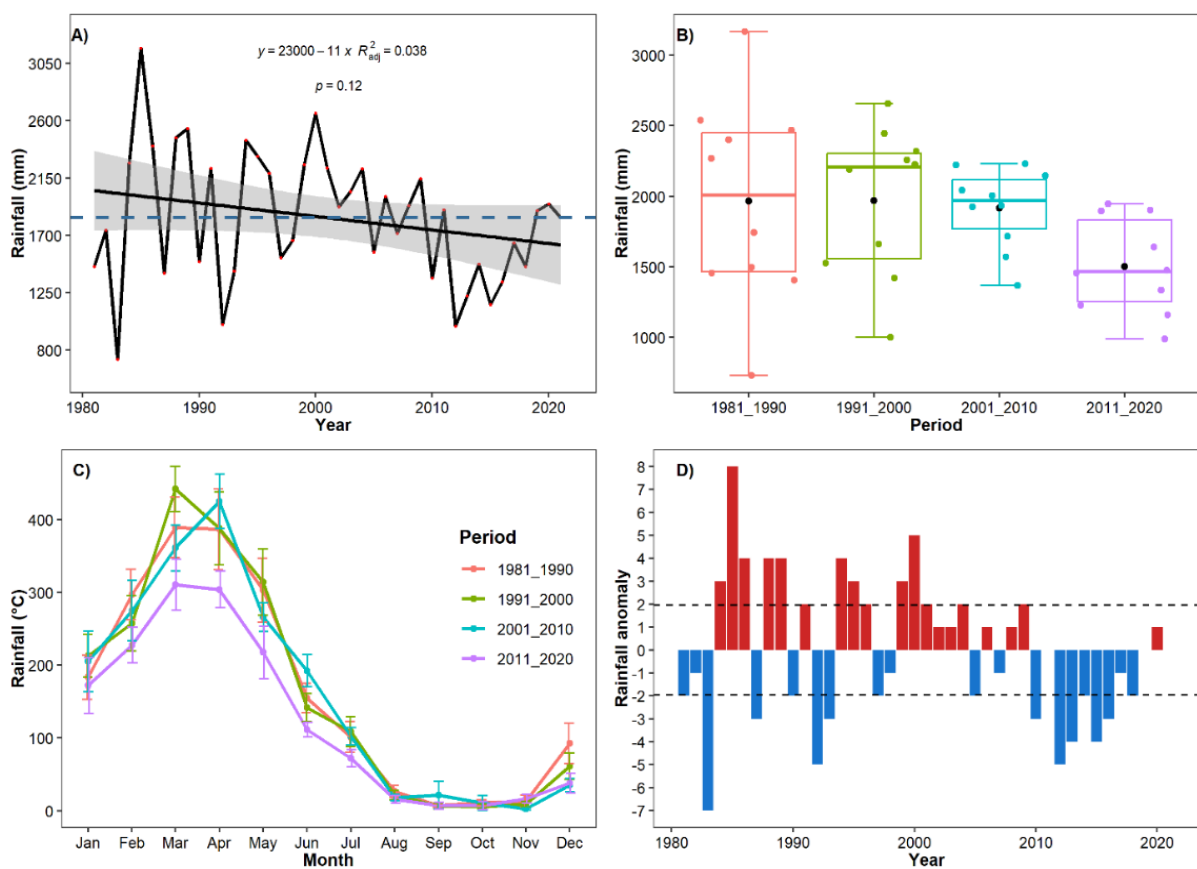 A)
y = 23000 − 11 x R²adj = 0.038
p = 0.12
Rainfall (mm)
3050
2600
2150
1700
1250
800
1980
1990
2000
2010
2020
Year
B)
Rainfall (mm)
3000
2500
2000
1500
1000
1981_1990
1991_2000
2001_2010
2011_2020
Period
C)
Rainfall (°C)
400
300
200
100
0
Period
1981_1990
1991_2000
2001_2010
2011_2020
Jan
Feb
Mar
Apr
May
Jun
Jul
Aug
Sep
Oct
Nov
Dec
Month
D)
Rainfall anomaly
8
7
6
5
4
3
2
1
0
-1
-2
-3
-4
-5
-6
-7
1980
1990
2000
2010
2020
Year